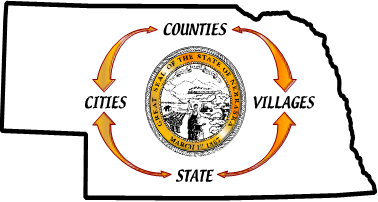 COUNTIES
GREAT SEAL OF THE STATE OF NEBRASKA
CITIES
VILLAGES
MARCH 1ST 1867
STATE